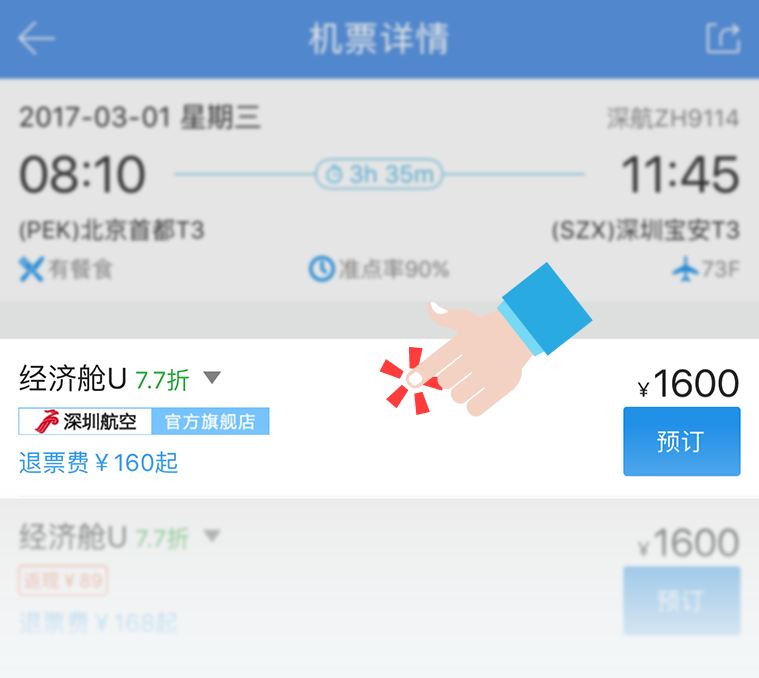 机票详情
2017-03-01 星期三
深航ZH9114
08:10
3h 35m
11:45
(PEK)北京首都T3
(SZX)深圳宝安T3
有餐食
准点率90%
73F
经济舱U 7.7折
¥1600
深圳航空 官方旗舰店
预订
退票费¥160起
经济舱U 7.7折
¥1600
返现¥89
预订
退票费¥168起